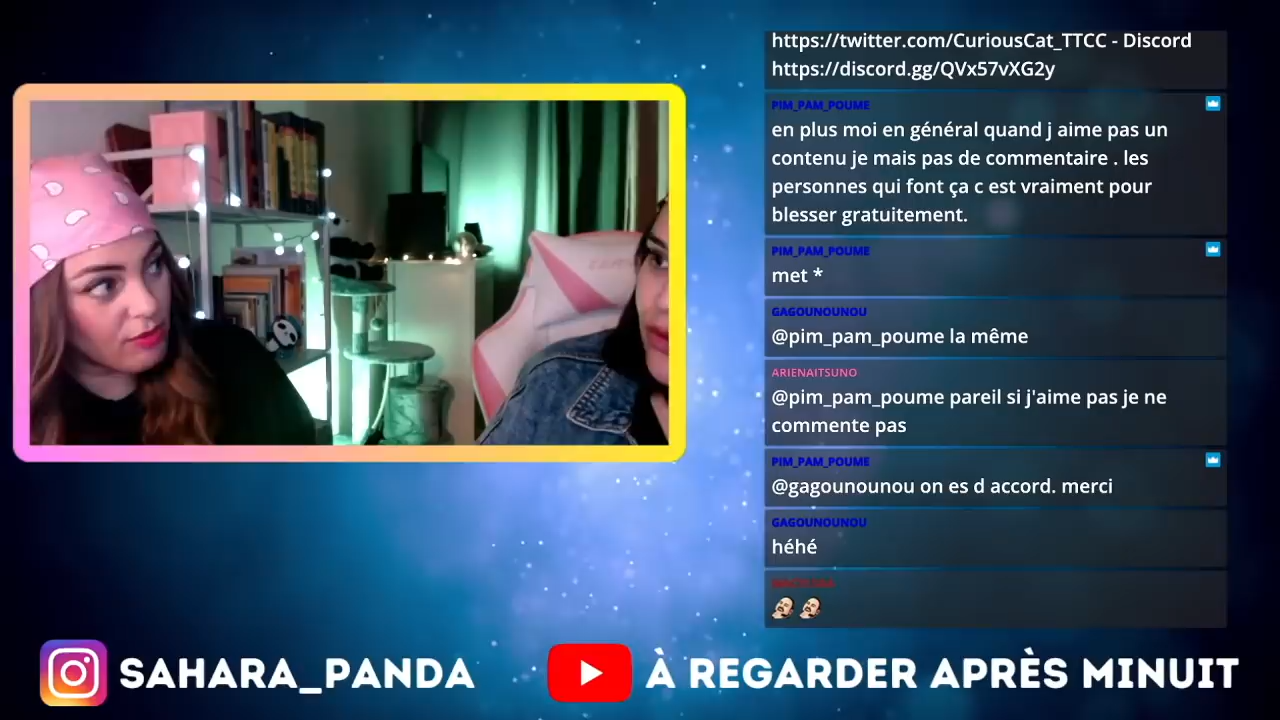 https://twitter.com/CuriousCat_TTCC - Discord
https://discord.gg/QVx57vXG2y
PIM_PAM_POUME
en plus moi en général quand j aime pas un
contenu je mais pas de commentaire . les
personnes qui font ça c est vraiment pour
blesser gratuitement.
PIM_PAM_POUME
met *
GAGOUNOUNOU
@pim_pam_poume la même
ARIENAITSUNO
@pim_pam_poume pareil si j'aime pas je ne
commente pas
PIM_PAM_POUME
@gagounounou on es d accord. merci
GAGOUNOUNOU
héhé
SAHARA_PANDA
À REGARDER APRÈS MINUIT